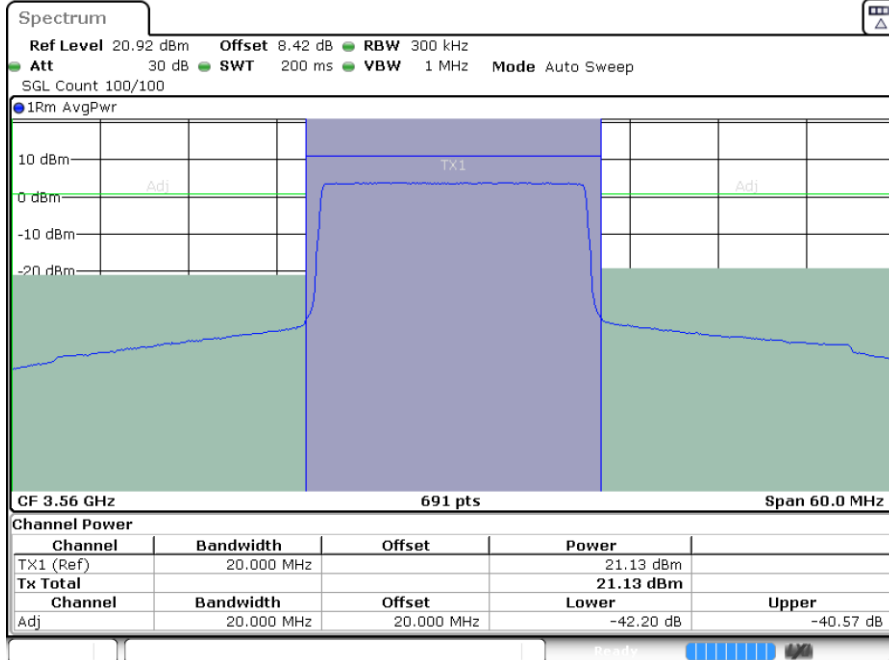 Spectrum
Ref Level 20.92 dBm Offset 8.42 dB RBW 300 kHz
Att 30 dB SWT 200 ms VBW 1 MHz Mode Auto Sweep
SGL Count 100/100
1Rm AvgPwr
10 dBm
TX1
Adj Adj
0 dBm
-10 dBm
-20 dBm
CF 3.56 GHz 691 pts Span 60.0 MHz
Channel Power
Channel Bandwidth Offset Power
TX1 (Ref) 20.000 MHz 21.13 dBm
Tx Total 21.13 dBm
Channel Bandwidth Offset Lower Upper
Adj 20.000 MHz 20.000 MHz -42.20 dB -40.57 dB
Ready